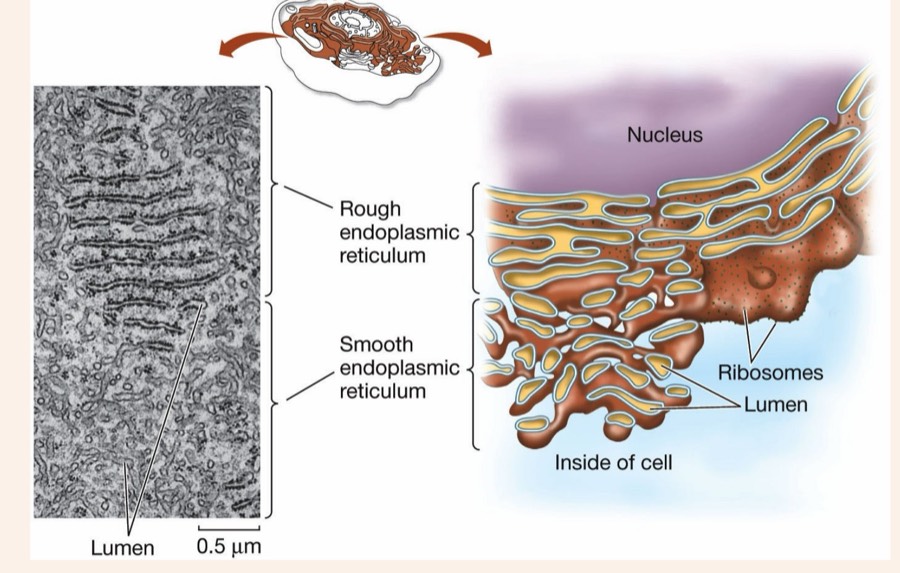 Nucleus
Rough
endoplasmic
reticulum
Smooth
endoplasmic
reticulum
Ribosomes
Lumen
Inside of cell
Lumen
0.5 μm